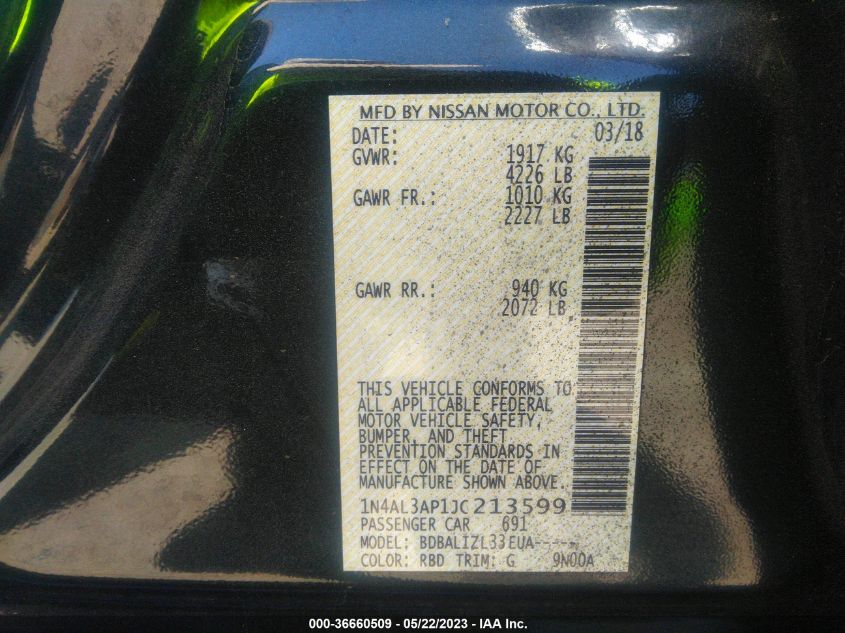 MFD BY NISSAN MOTOR CO., LTD.
DATE: 03/18
GVWR: 1917 KG
4226 LB
GAWR FR.: 1010 KG
2227 LB
GAWR RR.: 940 KG
2072 LB
THIS VEHICLE CONFORMS TO
ALL APPLICABLE FEDERAL
MOTOR VEHICLE SAFETY,
BUMPER, AND THEFT
PREVENTION STANDARDS IN
EFFECT ON THE DATE OF
MANUFACTURE SHOWN ABOVE.
1N4AL3AP1JC213599
PASSENGER CAR 691
MODEL: BDBALIZL33EUA-----
COLOR: RBD TRIM: G 9N00A
000-36660509 - 05/22/2023 - IAA Inc.